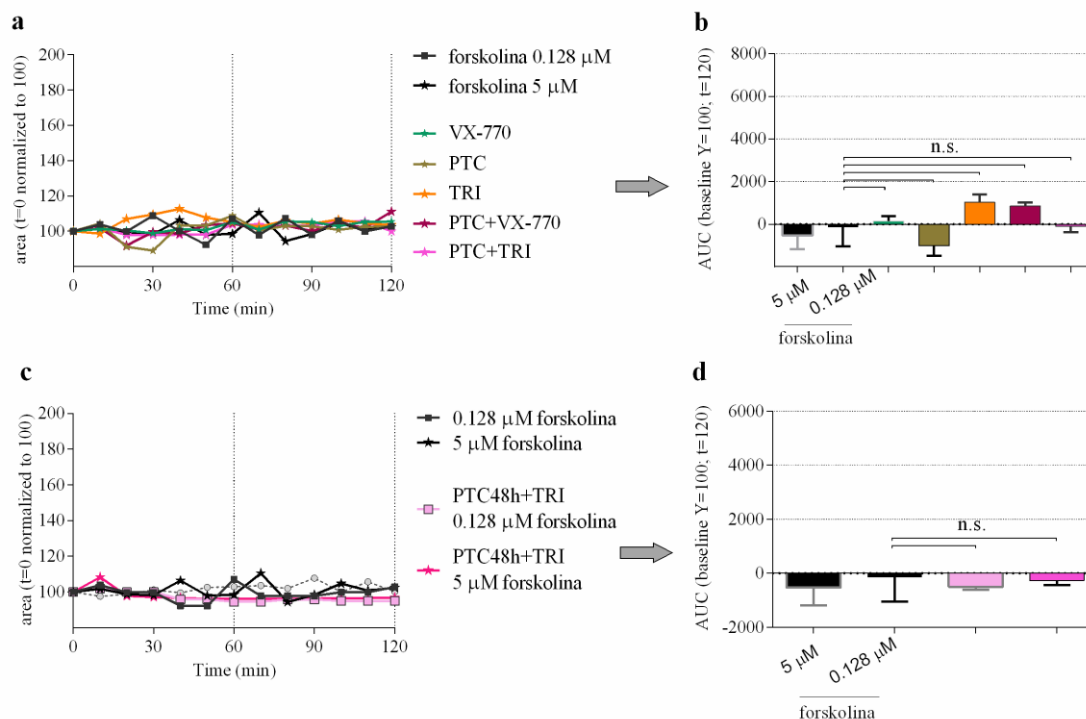 a
area (t=0 normalized to 100)
200
180
160
140
120
100
0
30
60
90
120
Time (min)
forskolina 0.128 μM
forskolina 5 μM
VX-770
PTC
TRI
PTC+VX-770
PTC+TRI
b
AUC (baseline Y=100; t=120)
8000
6000
4000
2000
0
n.s.
5 μM
0.128 μM
forskolina
c
area (t=0 normalized to 100)
200
180
160
140
120
100
0
30
60
90
120
Time (min)
0.128 μM forskolina
5 μM forskolina
PTC48h+TRI
0.128 μM forskolina
PTC48h+TRI
5 μM forskolina
d
AUC (baseline Y=100; t=120)
6000
4000
2000
0
-2000
n.s.
5 μM
0.128 μM
forskolina